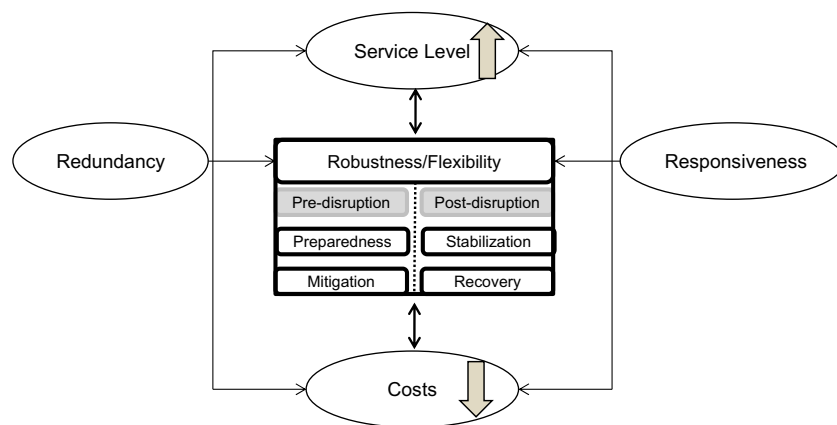 Service Level
Redundancy
Robustness/Flexibility
Responsiveness
Pre-disruption
Post-disruption
Preparedness
Stabilization
Mitigation
Recovery
Costs